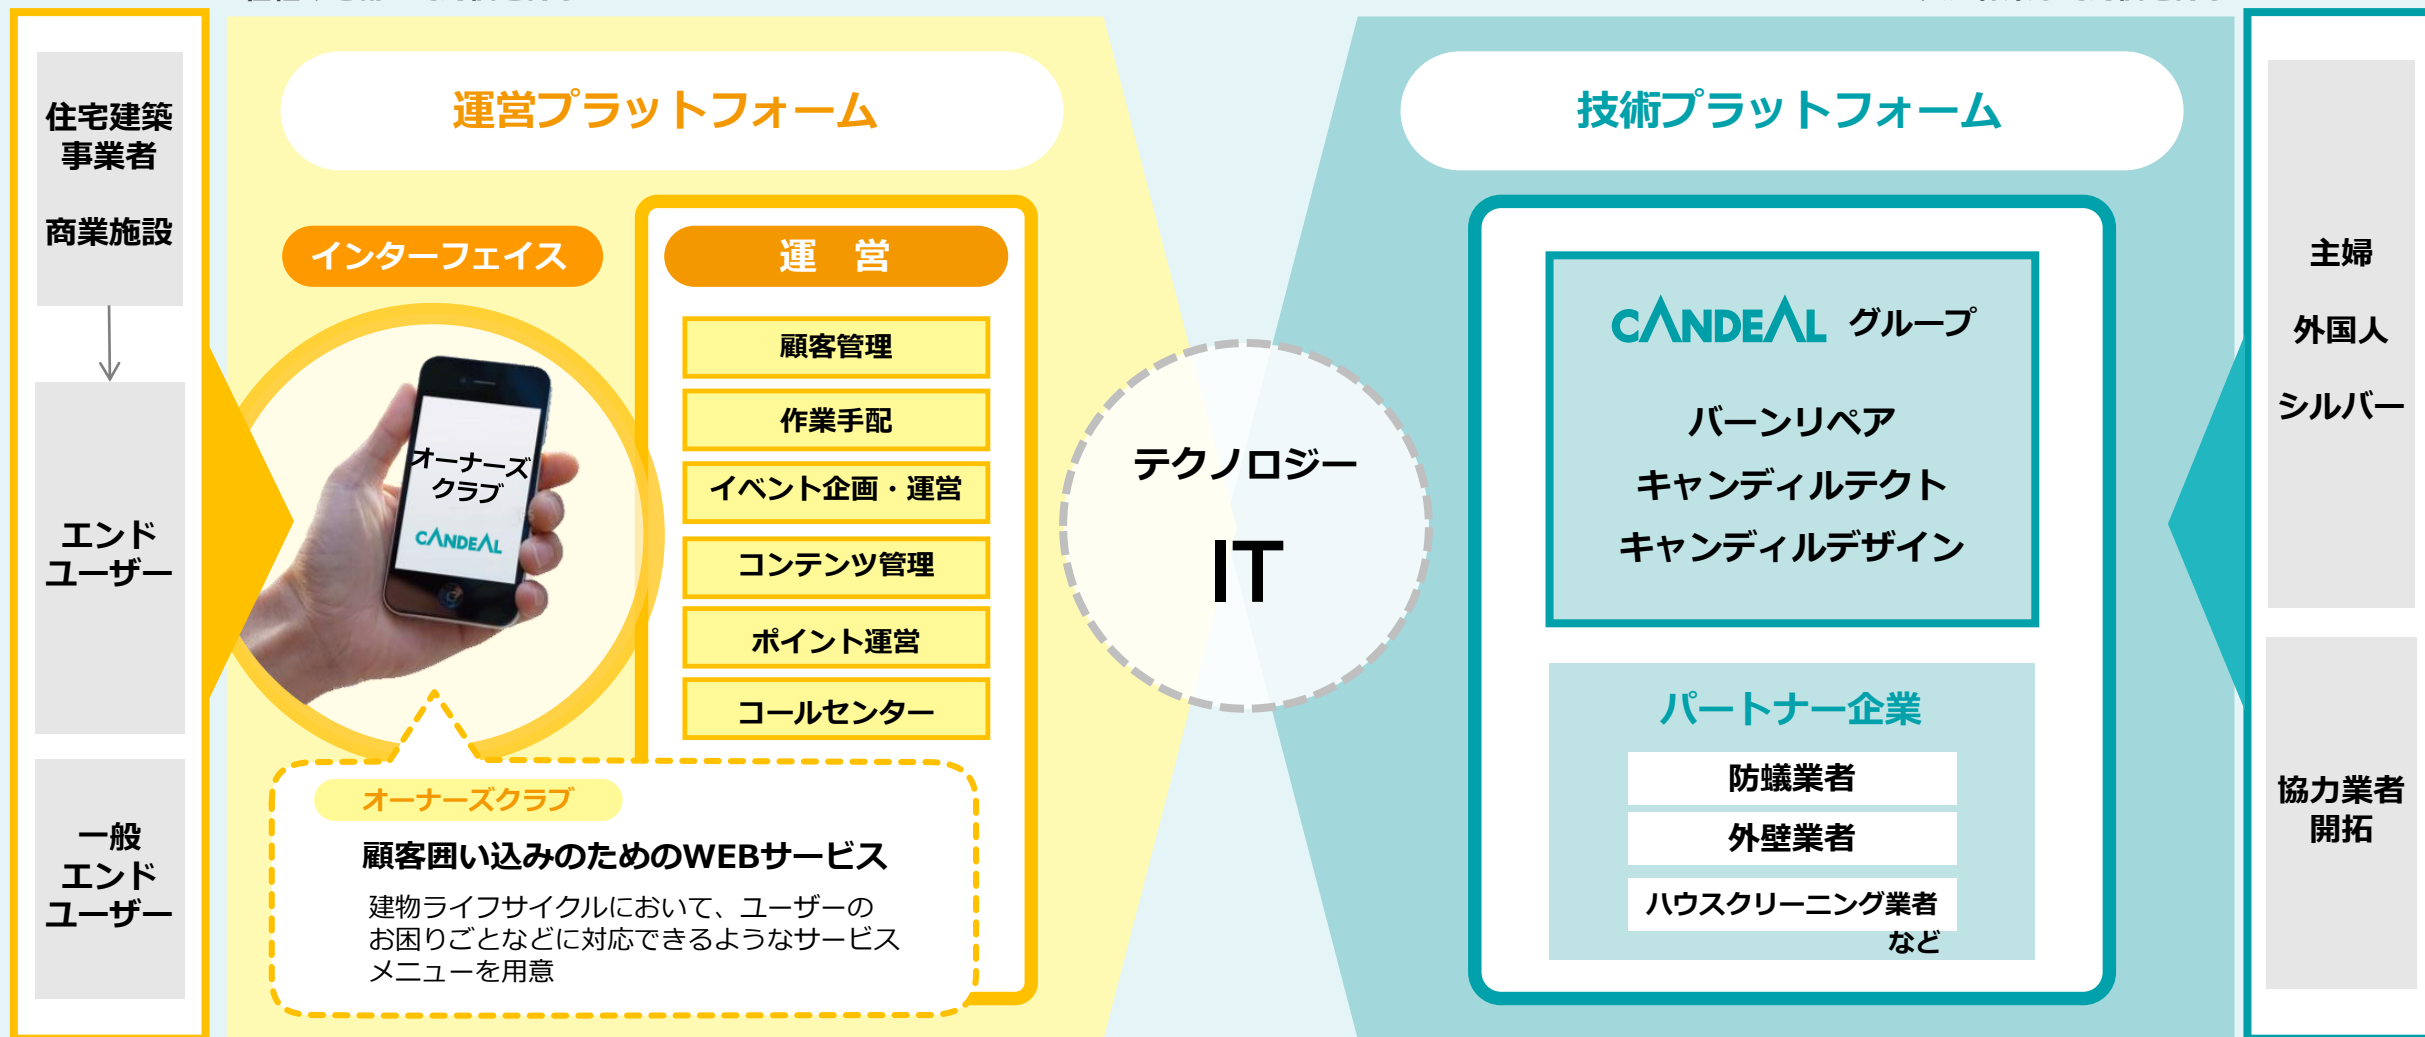 住宅建築
事業者
商業施設
エンド
ユーザー
一般
エンド
ユーザー
運営プラットフォーム
インターフェイス
オーナーズ
クラブ
CANDEAL
運 営
顧客管理
作業手配
イベント企画・運営
コンテンツ管理
ポイント運営
コールセンター
オーナーズクラブ
顧客囲い込みのためのWEBサービス
建物ライフサイクルにおいて、ユーザーの
お困りごとなどに対応できるようなサービス
メニューを用意
テクノロジー
IT
技術プラットフォーム
CANDEAL グループ
バーンリペア
キャンディルテクト
キャンディルデザイン
パートナー企業
防蟻業者
外壁業者
ハウスクリーニング業者
など
主婦
外国人
シルバー
協力業者
開拓